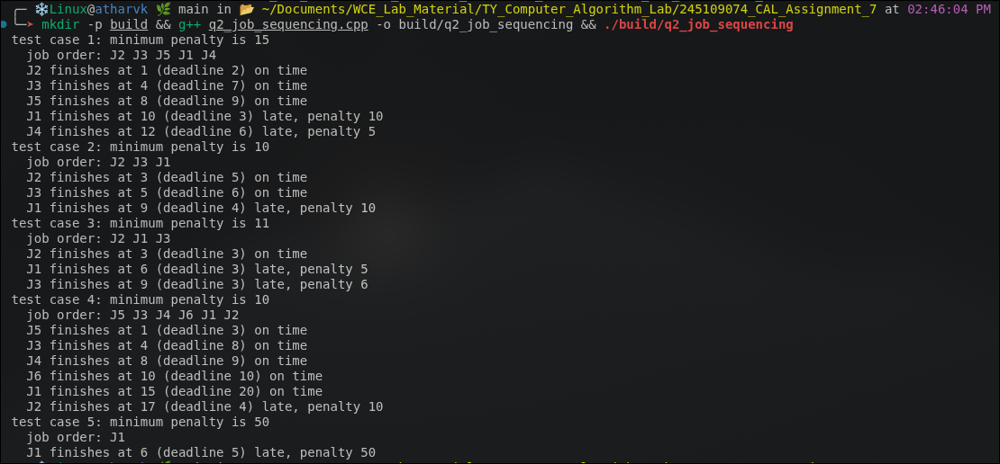 Linux@atharvk main in ~/Documents/WCE_Lab_Material/TY_Computer_Algorithm_Lab/245109074_CAL_Assignment_7 at 02:46:04 PM
mkdir -p build && g++ q2_job_sequencing.cpp -o build/q2_job_sequencing && ./build/q2_job_sequencing
test case 1: minimum penalty is 15
job order: J2 J3 J5 J1 J4
J2 finishes at 1 (deadline 2) on time
J3 finishes at 4 (deadline 7) on time
J5 finishes at 8 (deadline 9) on time
J1 finishes at 10 (deadline 3) late, penalty 10
J4 finishes at 12 (deadline 6) late, penalty 5
test case 2: minimum penalty is 10
job order: J2 J3 J1
J2 finishes at 3 (deadline 5) on time
J3 finishes at 5 (deadline 6) on time
J1 finishes at 9 (deadline 4) late, penalty 10
test case 3: minimum penalty is 11
job order: J2 J1 J3
J2 finishes at 3 (deadline 3) on time
J1 finishes at 6 (deadline 3) late, penalty 5
J3 finishes at 9 (deadline 3) late, penalty 6
test case 4: minimum penalty is 10
job order: J5 J3 J4 J6 J1 J2
J5 finishes at 1 (deadline 3) on time
J3 finishes at 4 (deadline 8) on time
J4 finishes at 8 (deadline 9) on time
J6 finishes at 10 (deadline 10) on time
J1 finishes at 15 (deadline 20) on time
J2 finishes at 17 (deadline 4) late, penalty 10
test case 5: minimum penalty is 50
job order: J1
J1 finishes at 6 (deadline 5) late, penalty 50